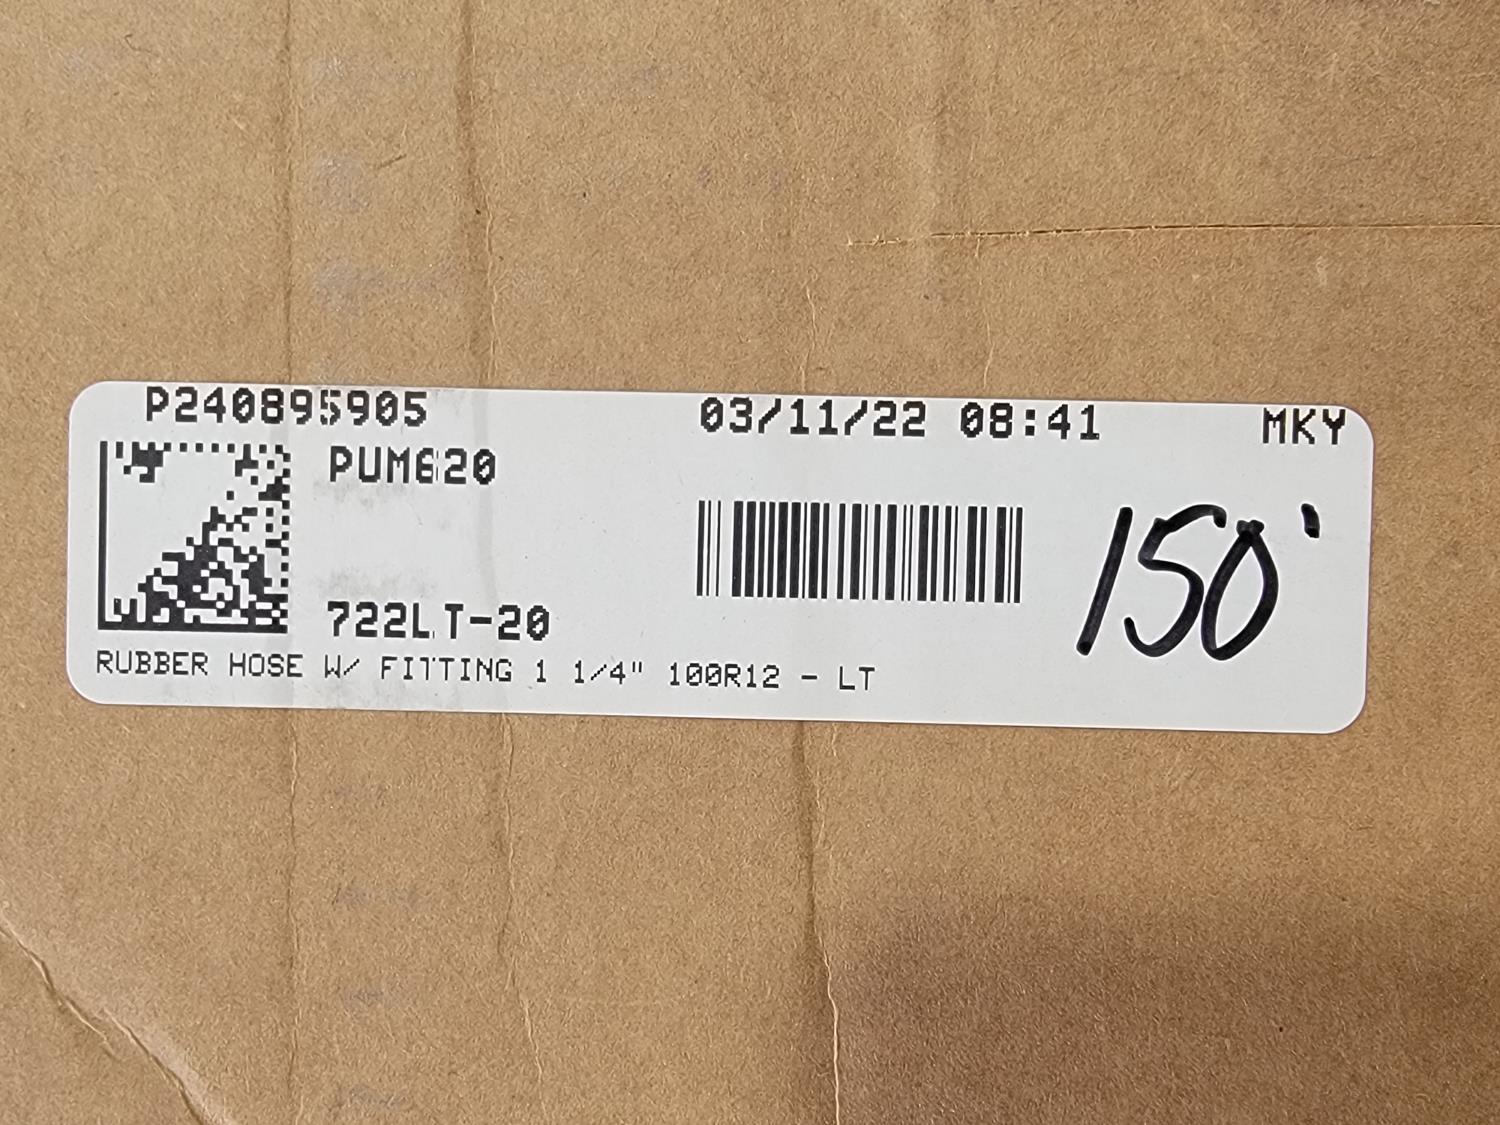 P240895905 03/11/22 08:41 MKY
PUM620
150'
722LT-20
RUBBER HOSE W/ FITTING 1 1/4" 100R12 - LT